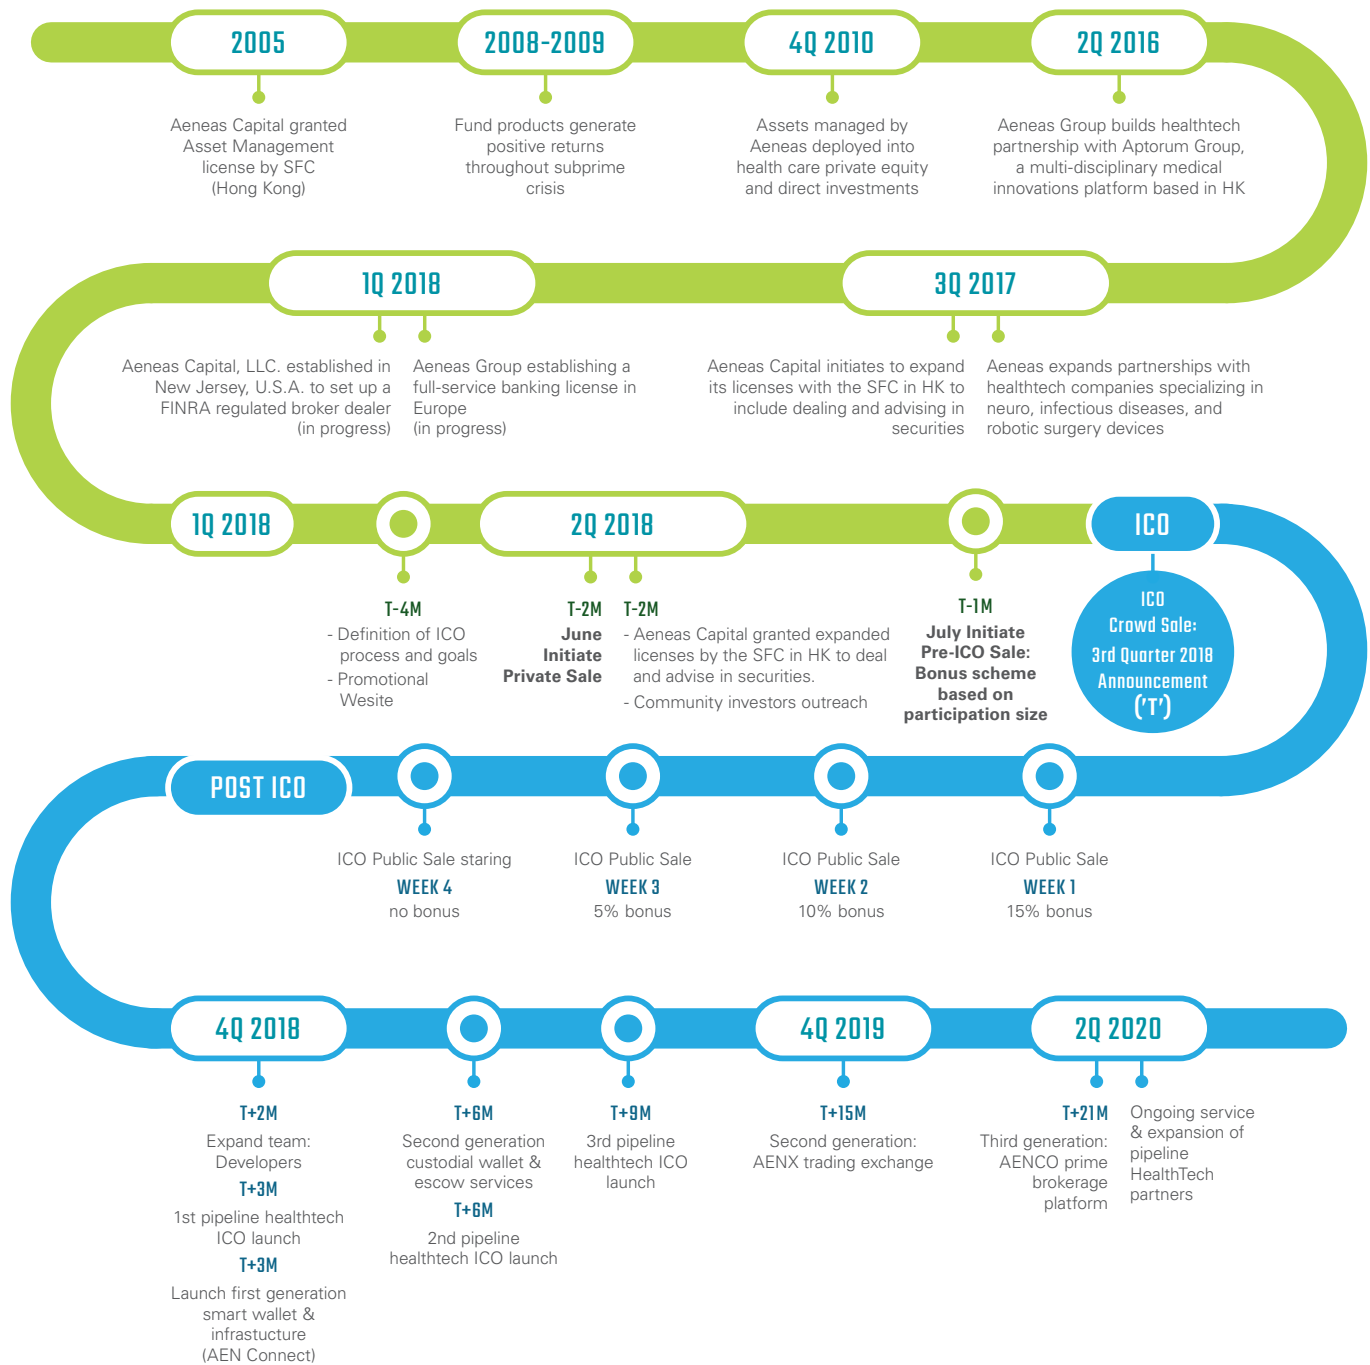 2005
Aeneas Capital granted
Asset Management
license by SFC
(Hong Kong)
2008-2009
Fund products generate
positive returns
throughout subprime
crisis
4Q 2010
Assets managed by
Aeneas deployed into
health care private equity
and direct investments
2Q 2016
Aeneas Group builds healthtech
partnership with Aptorum Group,
a multi-disciplinary medical
innovations platform based in HK
3Q 2017
Aeneas Capital initiates to expand
its licenses with the SFC in HK to
include dealing and advising in
securities
Aeneas expands partnerships with
healthtech companies specializing in
neuro, infectious diseases, and
robotic surgery devices
1Q 2018
Aeneas Capital, LLC. established in
New Jersey, U.S.A. to set up a
FINRA regulated broker dealer
(in progress)
Aeneas Group establishing a
full-service banking license in
Europe
(in progress)
1Q 2018
T-4M
- Definition of ICO
process and goals
- Promotional
Wesite
2Q 2018
T-2M
June
Initiate
Private Sale
T-2M
- Aeneas Capital granted expanded
licenses by the SFC in HK to deal
and advise in securities.
- Community investors outreach
T-1M
July Initiate
Pre-ICO Sale:
Bonus scheme
based on
participation size
ICO
ICO
Crowd Sale:
3rd Quarter 2018
Announcement
('T')
ICO Public Sale
WEEK 1
15% bonus
ICO Public Sale
WEEK 2
10% bonus
ICO Public Sale
WEEK 3
5% bonus
ICO Public Sale staring
WEEK 4
no bonus
POST ICO
4Q 2018
T+2M
Expand team:
Developers
T+3M
1st pipeline healthtech
ICO launch
T+3M
Launch first generation
smart wallet &
infrastucture
(AEN Connect)
T+6M
Second generation
custodial wallet &
escow services
T+6M
2nd pipeline
healthtech ICO launch
T+9M
3rd pipeline
healthtech ICO
launch
4Q 2019
T+15M
Second generation:
AENX trading exchange
2Q 2020
T+21M
Third generation:
AENCO prime
brokerage
platform
Ongoing service
& expansion of
pipeline
HealthTech
partners